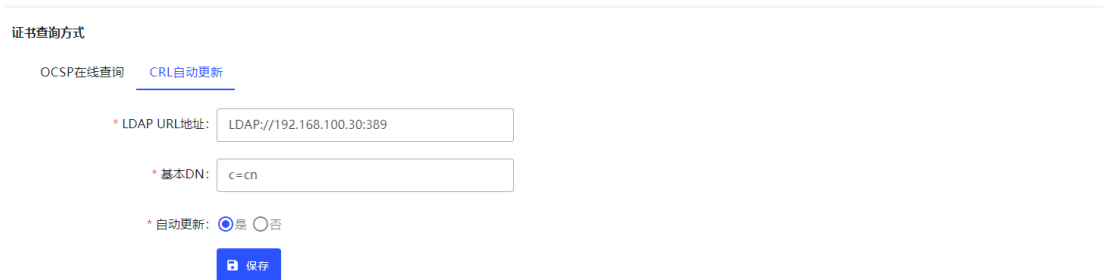 证书查询方式
OCSP在线查询 CRL自动更新
* LDAP URL地址: LDAP://192.168.100.30:389
* 基本DN: c=cn
* 自动更新: 是 否
保存